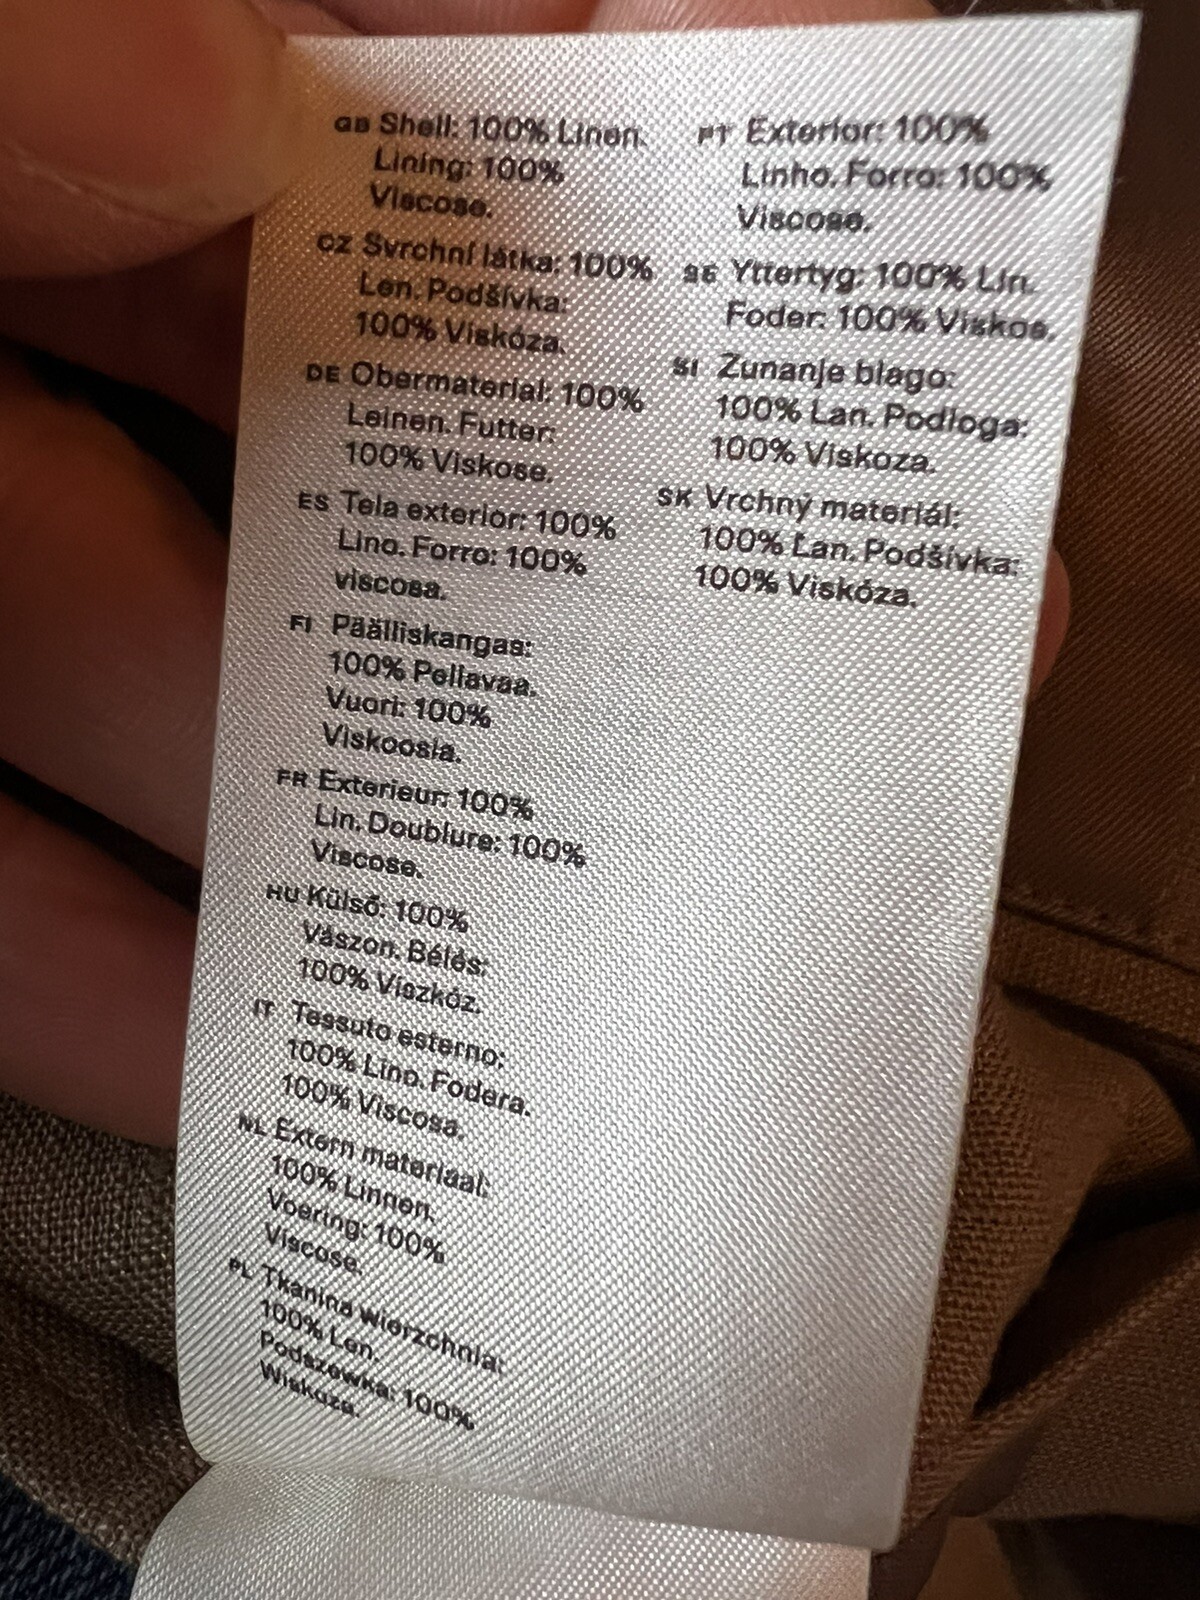 GB Shell: 100% Linen.
Lining: 100%
Viscose.
CZ Svrchní látka: 100%
Len. Podšívka:
100% Viskóza.
DE Obermaterial: 100%
Leinen. Futter:
100% Viskose.
ES Tela exterior: 100%
Lino. Forro: 100%
viscosa.
FI Päälliskangas:
100% Pellavaa.
Vuori: 100%
Viskoosia.
FR Exterieur: 100%
Lin. Doublure: 100%
Viscose.
HU Külső: 100%
Vászon. Bélés:
100% Viszkóz.
IT Tessuto esterno:
100% Lino. Fodera.
100% Viscosa.
NL Extern materiaal:
100% Linnen.
Voering: 100%
Viscose.
PL Tkanina wierzchnia:
100% Len.
Podszewka: 100%
Wiskoza.
PT Exterior: 100%
Linho. Forro: 100%
Viscose.
SE Yttertyg: 100% Lin.
Foder: 100% Viskos.
SI Zunanje blago:
100% Lan. Podloga:
100% Viskoza.
SK Vrchný materiál:
100% Ľan. Podšívka:
100% Viskóza.